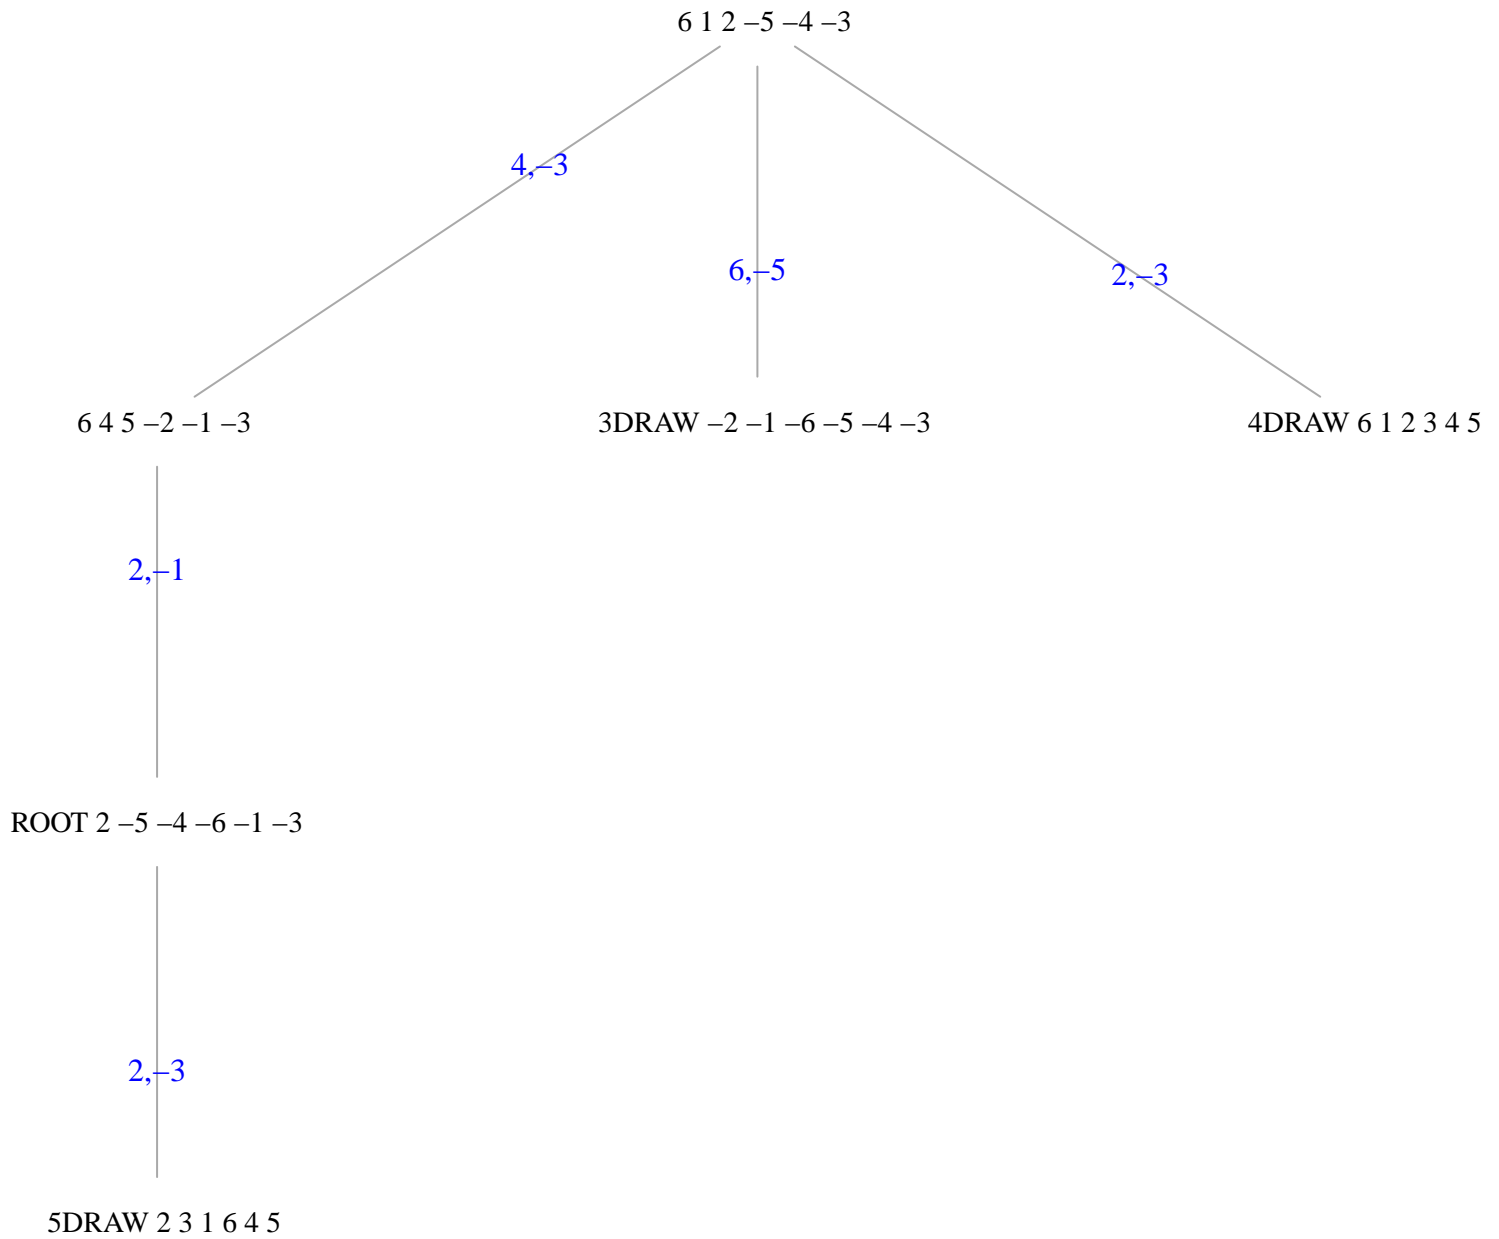 6 1 2 –5 –4 –3
4,–3
6,–5
2,–3
6 4 5 –2 –1 –3
3DRAW –2 –1 –6 –5 –4 –3
4DRAW 6 1 2 3 4 5
2,–1
ROOT 2 –5 –4 –6 –1 –3
2,–3
5DRAW 2 3 1 6 4 5